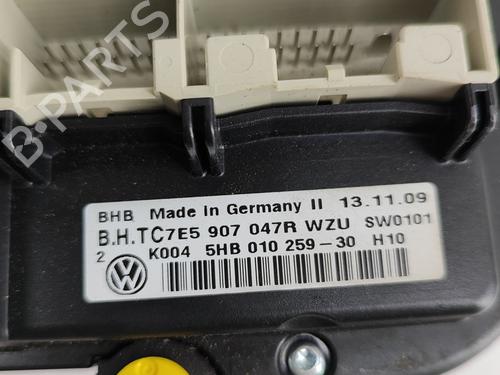 B-PARTS
BHB Made in Germany II 13.11.09
B.H.TC7E5 907 047R WZU SW0101
2 K004 5HB 010 259-30 H10